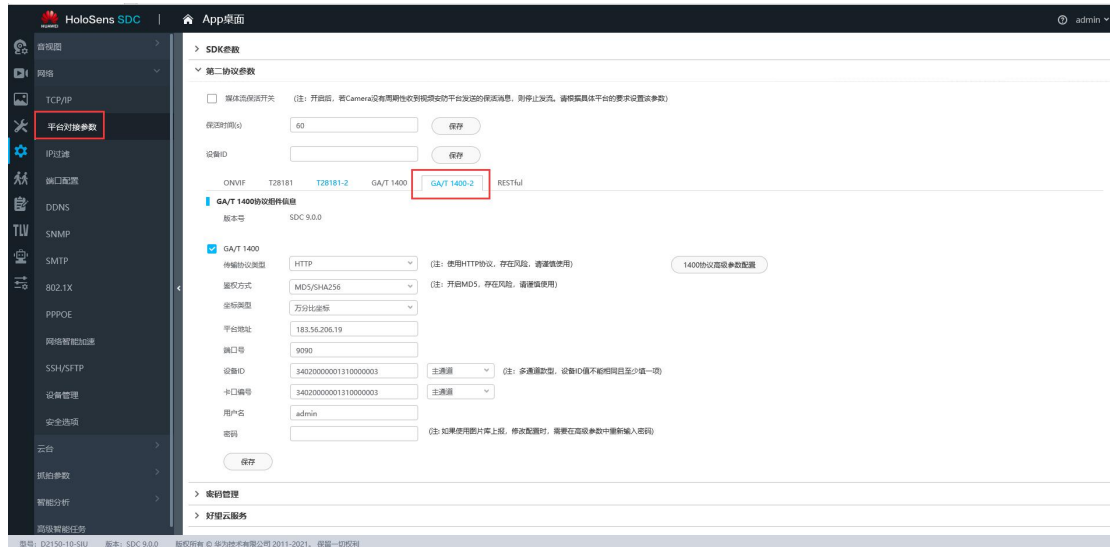 HUAWEI HoloSens SDC | App桌面 admin
音视图
网络
TCP/IP
平台对接参数
IP过滤
端口配置
DDNS
SNMP
SMTP
802.1X
PPPOE
网络智能加速
SSH/SFTP
设备管理
安全选项
云台
抓拍参数
智能分析
高级智能任务
TLV
SDK参数
第二协议参数
媒体流保活开关 (注：开启后，若Camera没有周期性收到视频安防平台发送的保活消息，则停止发流。请根据具体平台的要求设置该参数)
保活时间(s) 60 保存
设备ID 保存
ONVIF T28181 T28181-2 GA/T 1400 GA/T 1400-2 RESTful
GA/T 1400协议组件信息
版本号 SDC 9.0.0
GA/T 1400
传输协议类型 HTTP (注：使用HTTP协议，存在风险，请谨慎使用) 1400协议高级参数配置
鉴权方式 MD5/SHA256 (注：开启MD5，存在风险，请谨慎使用)
坐标类型 万分比坐标
平台地址 183.56.206.19
端口号 9090
设备ID 34020000001310000003 主通道 (注：多通道款型，设备ID值不能相同且至少填一项)
卡口编号 34020000001310000003 主通道
用户名 admin
密码 (注:如果使用图片库上报，修改配置时，需要在高级参数中重新输入密码)
保存
密码管理
好望云服务
型号：D2150-10-SIU 版本：SDC 9.0.0 版权所有 © 华为技术有限公司 2011-2021。 保留一切权利